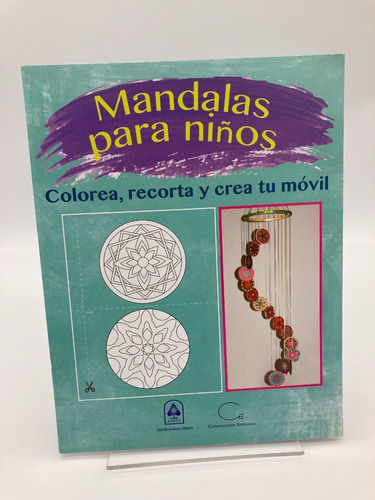 Mandalas
para niños
Colorea, recorta y crea tu móvil